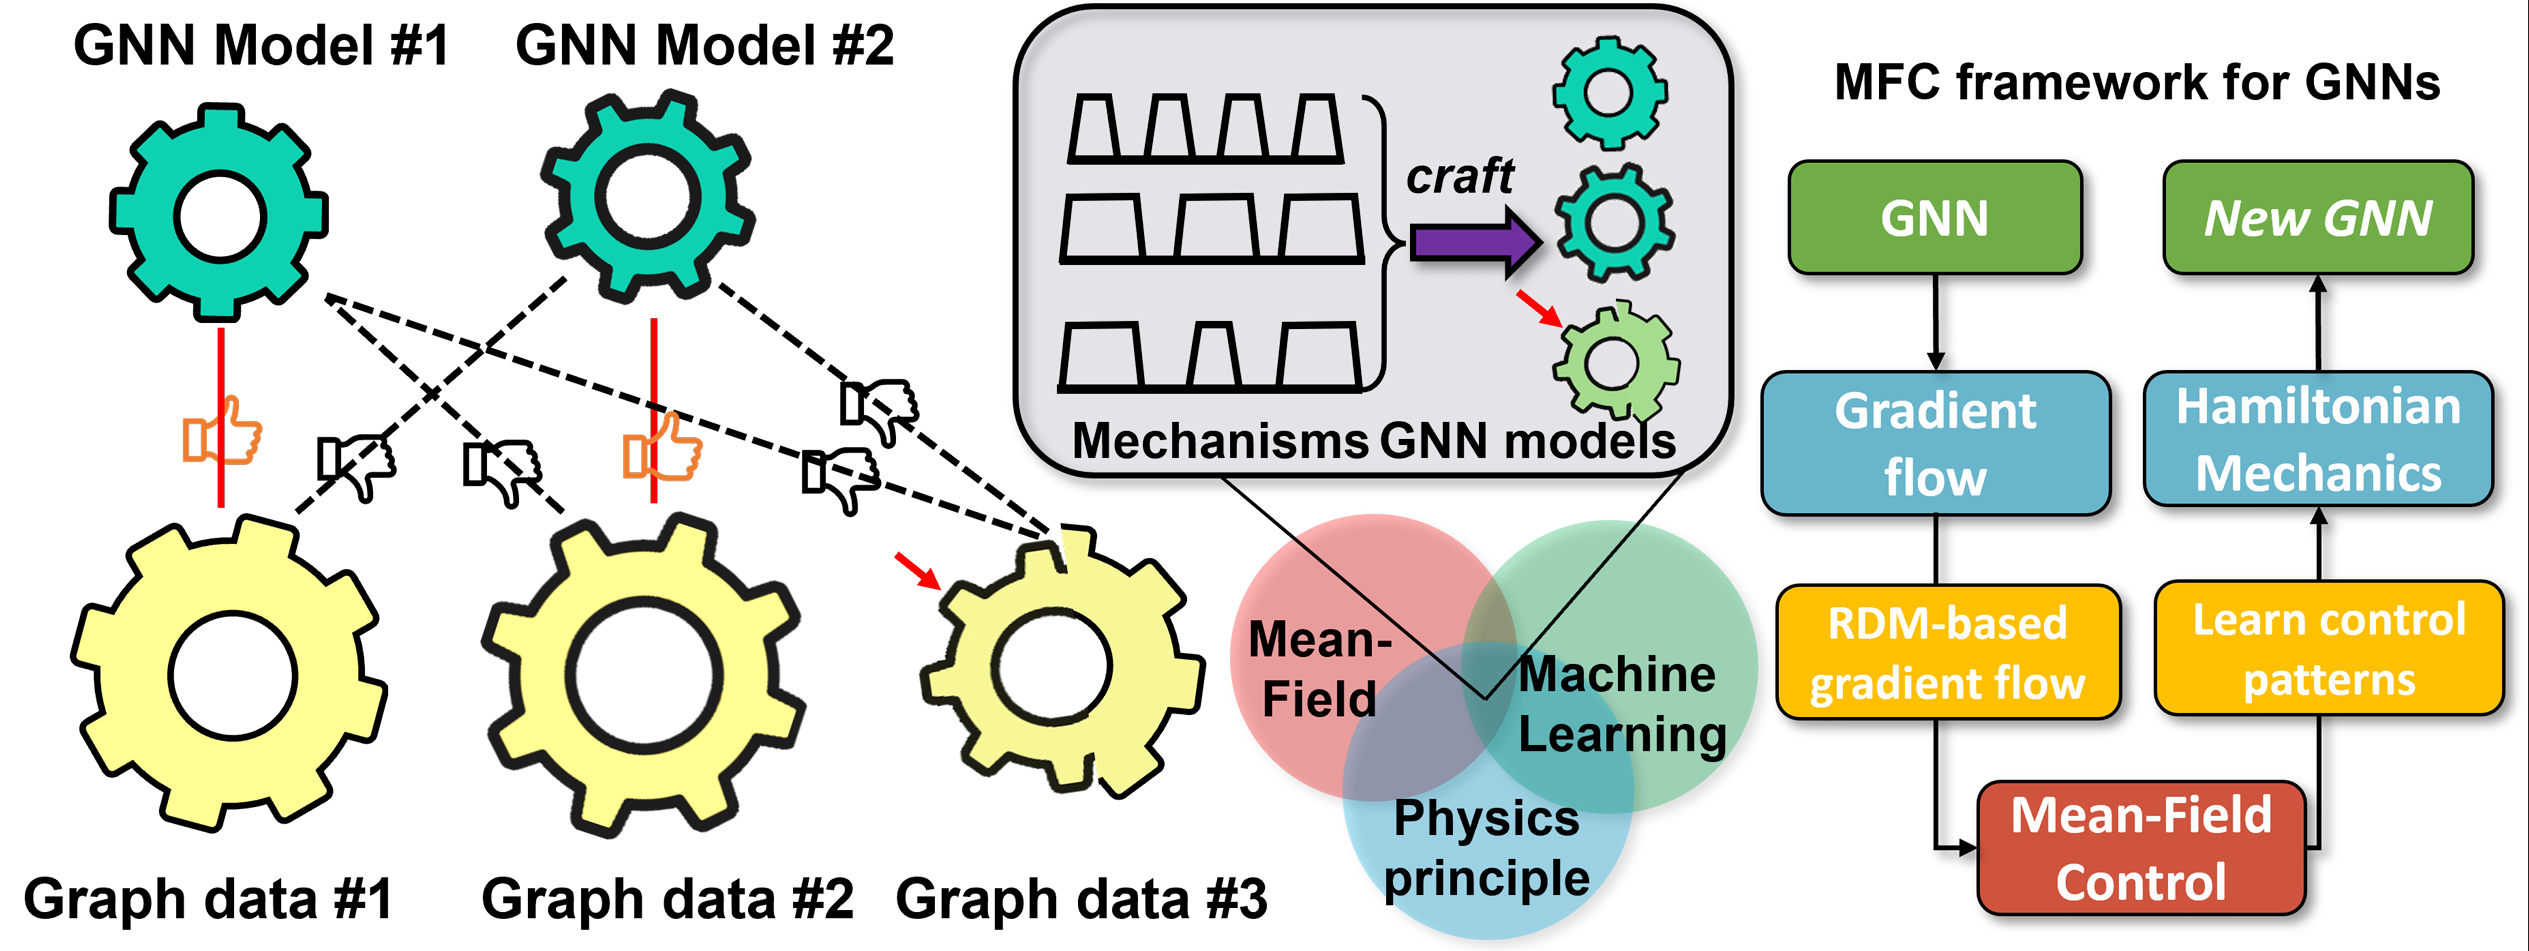 GNN Model #1
GNN Model #2
Graph data #1
Graph data #2
Graph data #3
craft
Mechanisms
GNN models
Mean-
Field
Machine
Learning
Physics
principle
MFC framework for GNNs
GNN
Gradient
flow
RDM-based
gradient flow
Mean-Field
Control
Learn control
patterns
Hamiltonian
Mechanics
New GNN